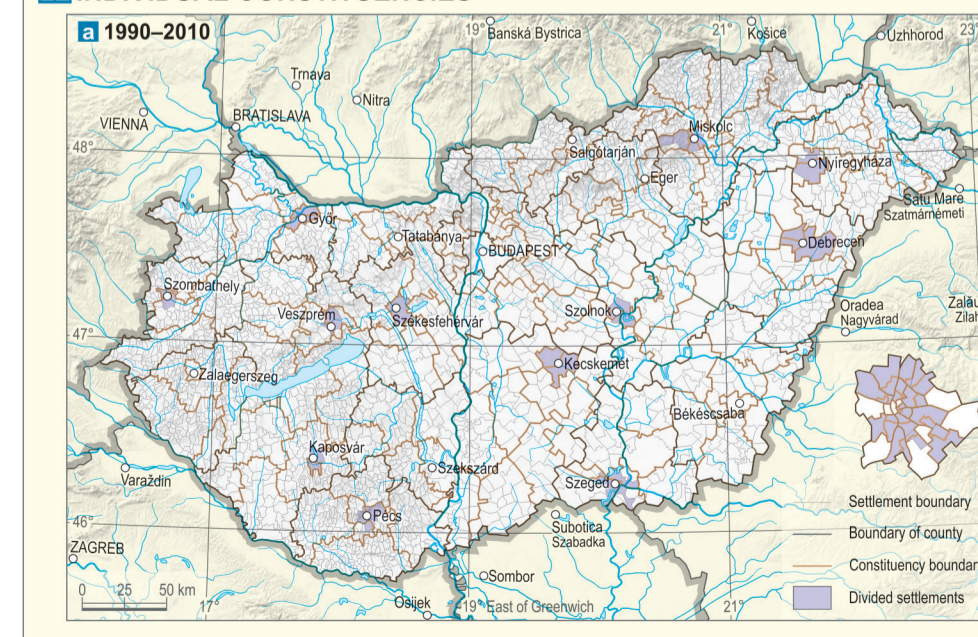 a 1990–2010
19°
Banská Bystrica
21°
Košice
Uzhhorod
23°
Trnava
Nitra
VIENNA
BRATISLAVA
48°
Miskolc
Salgótarján
Eger
Nyíregyháza
Satu Mare
Szatmárnémeti
Győr
Tatabánya
BUDAPEST
Debrecen
Szombathely
Veszprém
Székesfehérvár
Szolnok
Oradea
Nagyvárad
47°
Zalaegerszeg
Kecskemét
Békéscsaba
Kaposvár
Szekszárd
Szeged
Varaždin
Pécs
46°
Subotica
Szabadka
ZAGREB
Sombor
0 25 50 km
17°
Osijek
19° East of Greenwich
21°
Settlement boundary
Boundary of county
Constituency
Divided settlements